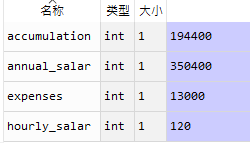 名称 类型 大小
accumulation int 1 194400
annual_salar int 1 350400
expenses int 1 13000
hourly_salar int 1 120